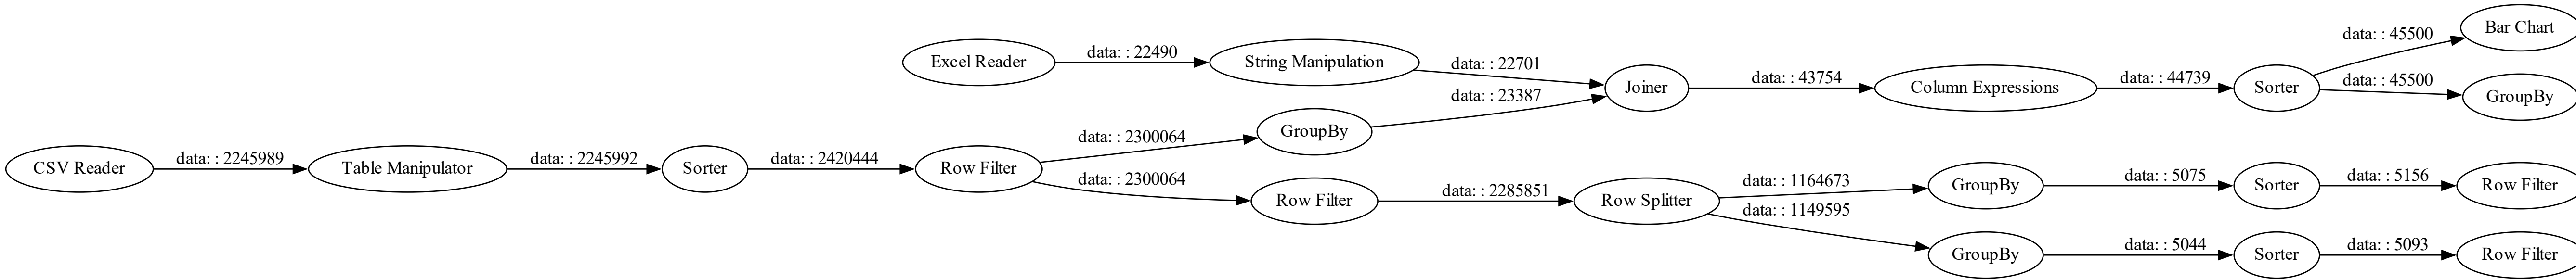 Bar Chart
data: : 45500
Excel Reader
data: : 22490
String Manipulation
data: : 22701
Joiner
data: : 43754
Column Expressions
data: : 44739
Sorter
data: : 45500
GroupBy
data: : 23387
GroupBy
data: : 2300064
CSV Reader
data: : 2245989
Table Manipulator
data: : 2245992
Sorter
data: : 2420444
Row Filter
data: : 2300064
Row Filter
data: : 2285851
Row Splitter
data: : 1164673
GroupBy
data: : 5075
Sorter
data: : 5156
Row Filter
data: : 1149595
GroupBy
data: : 5044
Sorter
data: : 5093
Row Filter